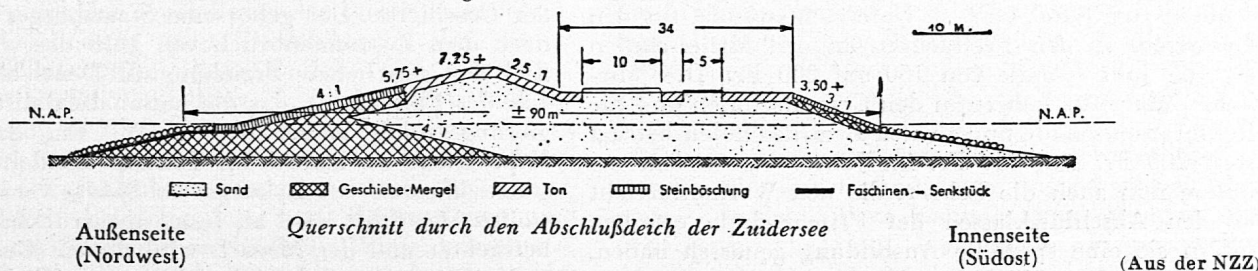 34
10 M.
10
5
7.25 +
2,5:1
5,75 +
4:1
3,50 +
3:1
N.A.P.
± 90 m
N.A.P.
4:1
Sand
Geschiebe-Mergel
Ton
Steinböschung
Faschinen - Senkstück
Außenseite
(Nordwest)
Querschnitt durch den Abschlußdeich der Zuidersee
Innenseite
(Südost)
(Aus der NZZ)